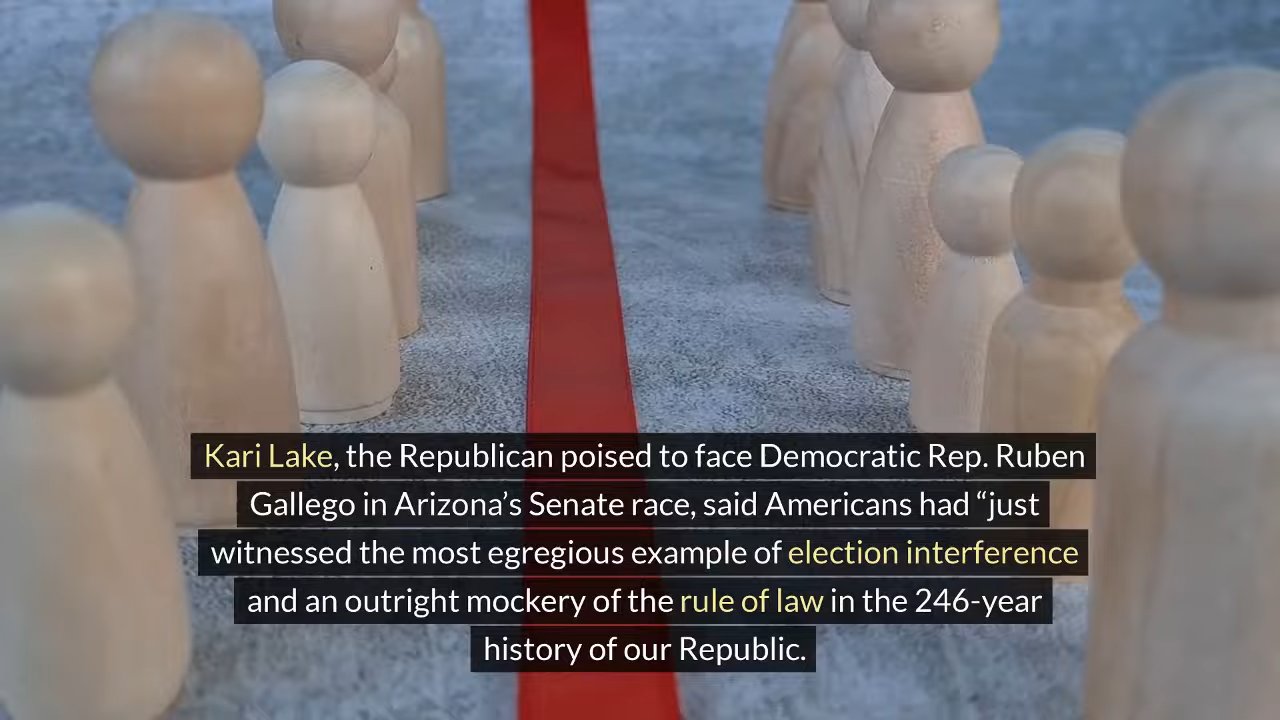 Kari Lake, the Republican poised to face Democratic Rep. Ruben
Gallego in Arizona’s Senate race, said Americans had “just
witnessed the most egregious example of election interference
and an outright mockery of the rule of law in the 246-year
history of our Republic.